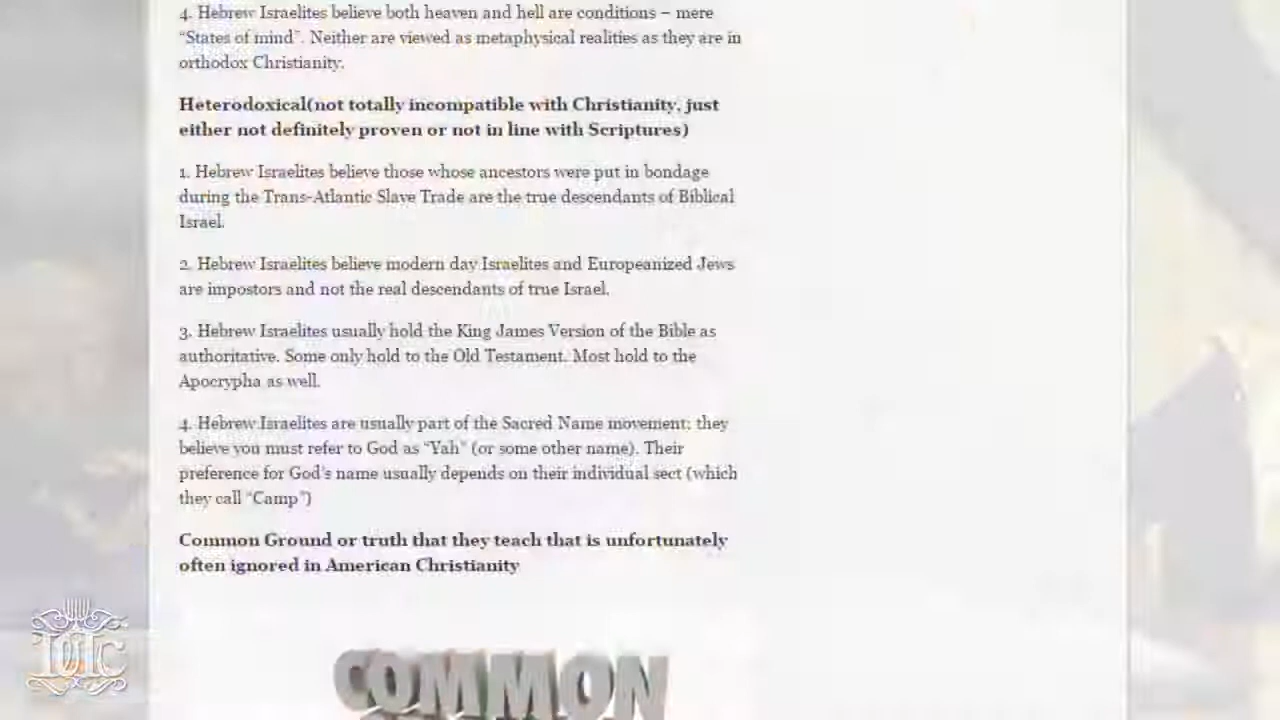 4. Hebrew Israelites believe both heaven and hell are conditions – mere
“States of mind”. Neither are viewed as metaphysical realities as they are in
orthodox Christianity.
Heterodoxical(not totally incompatible with Christianity, just
either not definitely proven or not in line with Scriptures)
1. Hebrew Israelites believe those whose ancestors were put in bondage
during the Trans-Atlantic Slave Trade are the true descendants of Biblical
Israel.
2. Hebrew Israelites believe modern day Israelites and Europeanized Jews
are impostors and not the real descendants of true Israel.
3. Hebrew Israelites usually hold the King James Version of the Bible as
authoritative. Some only hold to the Old Testament. Most hold to the
Apocrypha as well.
4. Hebrew Israelites are usually part of the Sacred Name movement; they
believe you must refer to God as “Yah” (or some other name). Their
preference for God’s name usually depends on their individual sect (which
they call “Camp”)
Common Ground or truth that they teach that is unfortunately
often ignored in American Christianity
COMMON